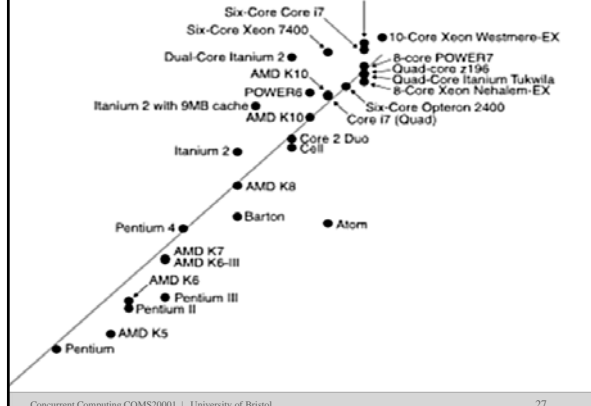 Six-Core Core i7
Six-Core Xeon 7400
10-Core Xeon Westmere-EX
Dual-Core Itanium 2
8-core POWER7
Quad-core z196
AMD K10
Quad-Core Itanium Tukwila
POWER6
8-Core Xeon Nehalem-EX
Itanium 2 with 9MB cache
Six-Core Opteron 2400
AMD K10
Core i7 (Quad)
Core 2 Duo
Cell
Itanium 2
AMD K8
Barton
Pentium 4
Atom
AMD K7
AMD K6-III
AMD K6
Pentium III
Pentium II
AMD K5
Pentium
Concurrent Computing COMS20001 | University of Bristol
27